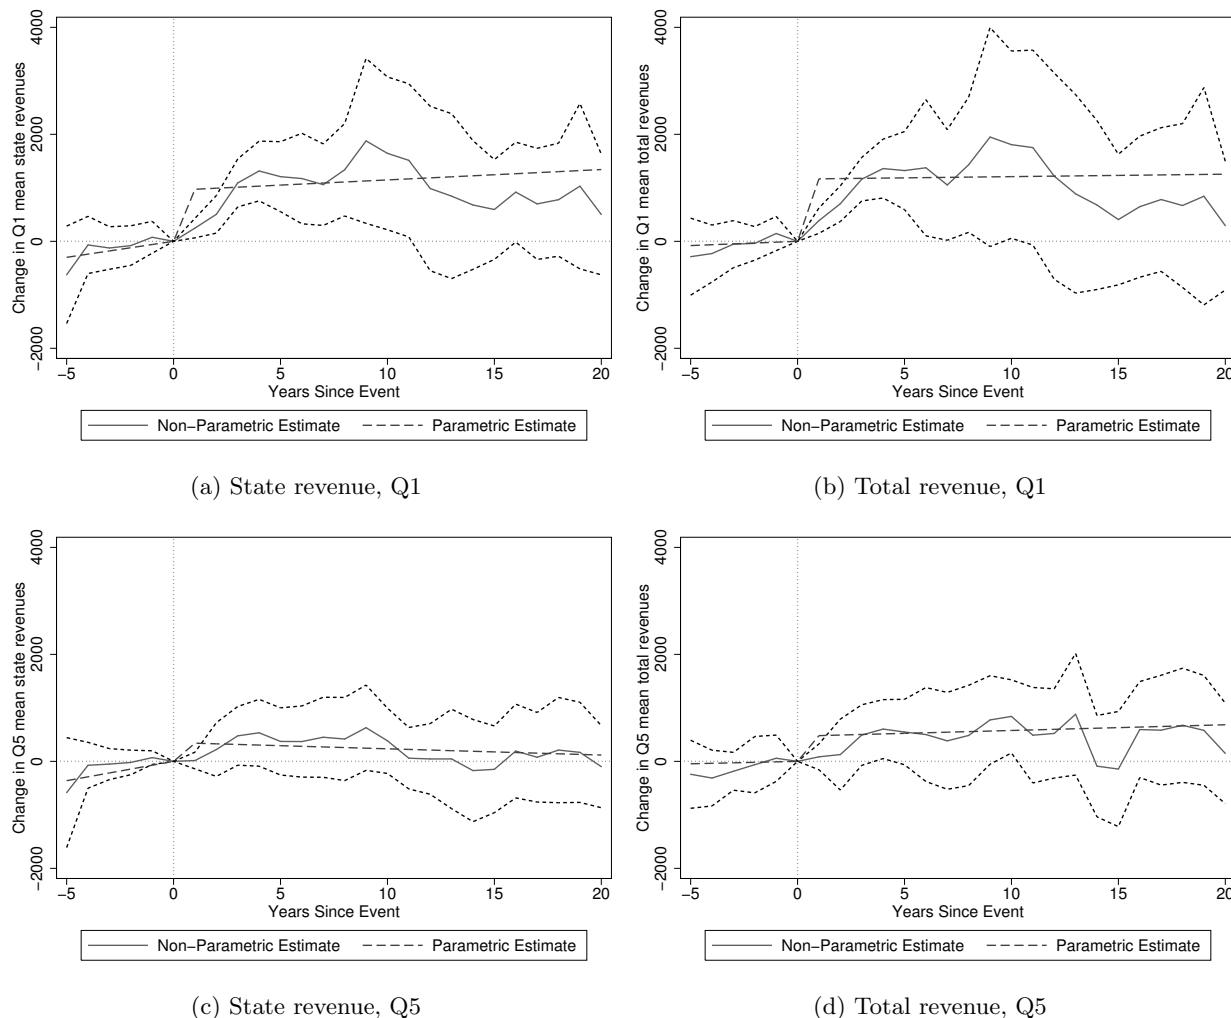 Change in Q1 mean state revenues
4000
2000
0
−2000
−5 0 5 10 15 20
Years Since Event
Non−Parametric Estimate Parametric Estimate
(a) State revenue, Q1
Change in Q1 mean total revenues
4000
2000
0
−2000
−5 0 5 10 15 20
Years Since Event
Non−Parametric Estimate Parametric Estimate
(b) Total revenue, Q1
Change in Q5 mean state revenues
4000
2000
0
−2000
−5 0 5 10 15 20
Years Since Event
Non−Parametric Estimate Parametric Estimate
(c) State revenue, Q5
Change in Q5 mean total revenues
4000
2000
0
−2000
−5 0 5 10 15 20
Years Since Event
Non−Parametric Estimate Parametric Estimate
(d) Total revenue, Q5